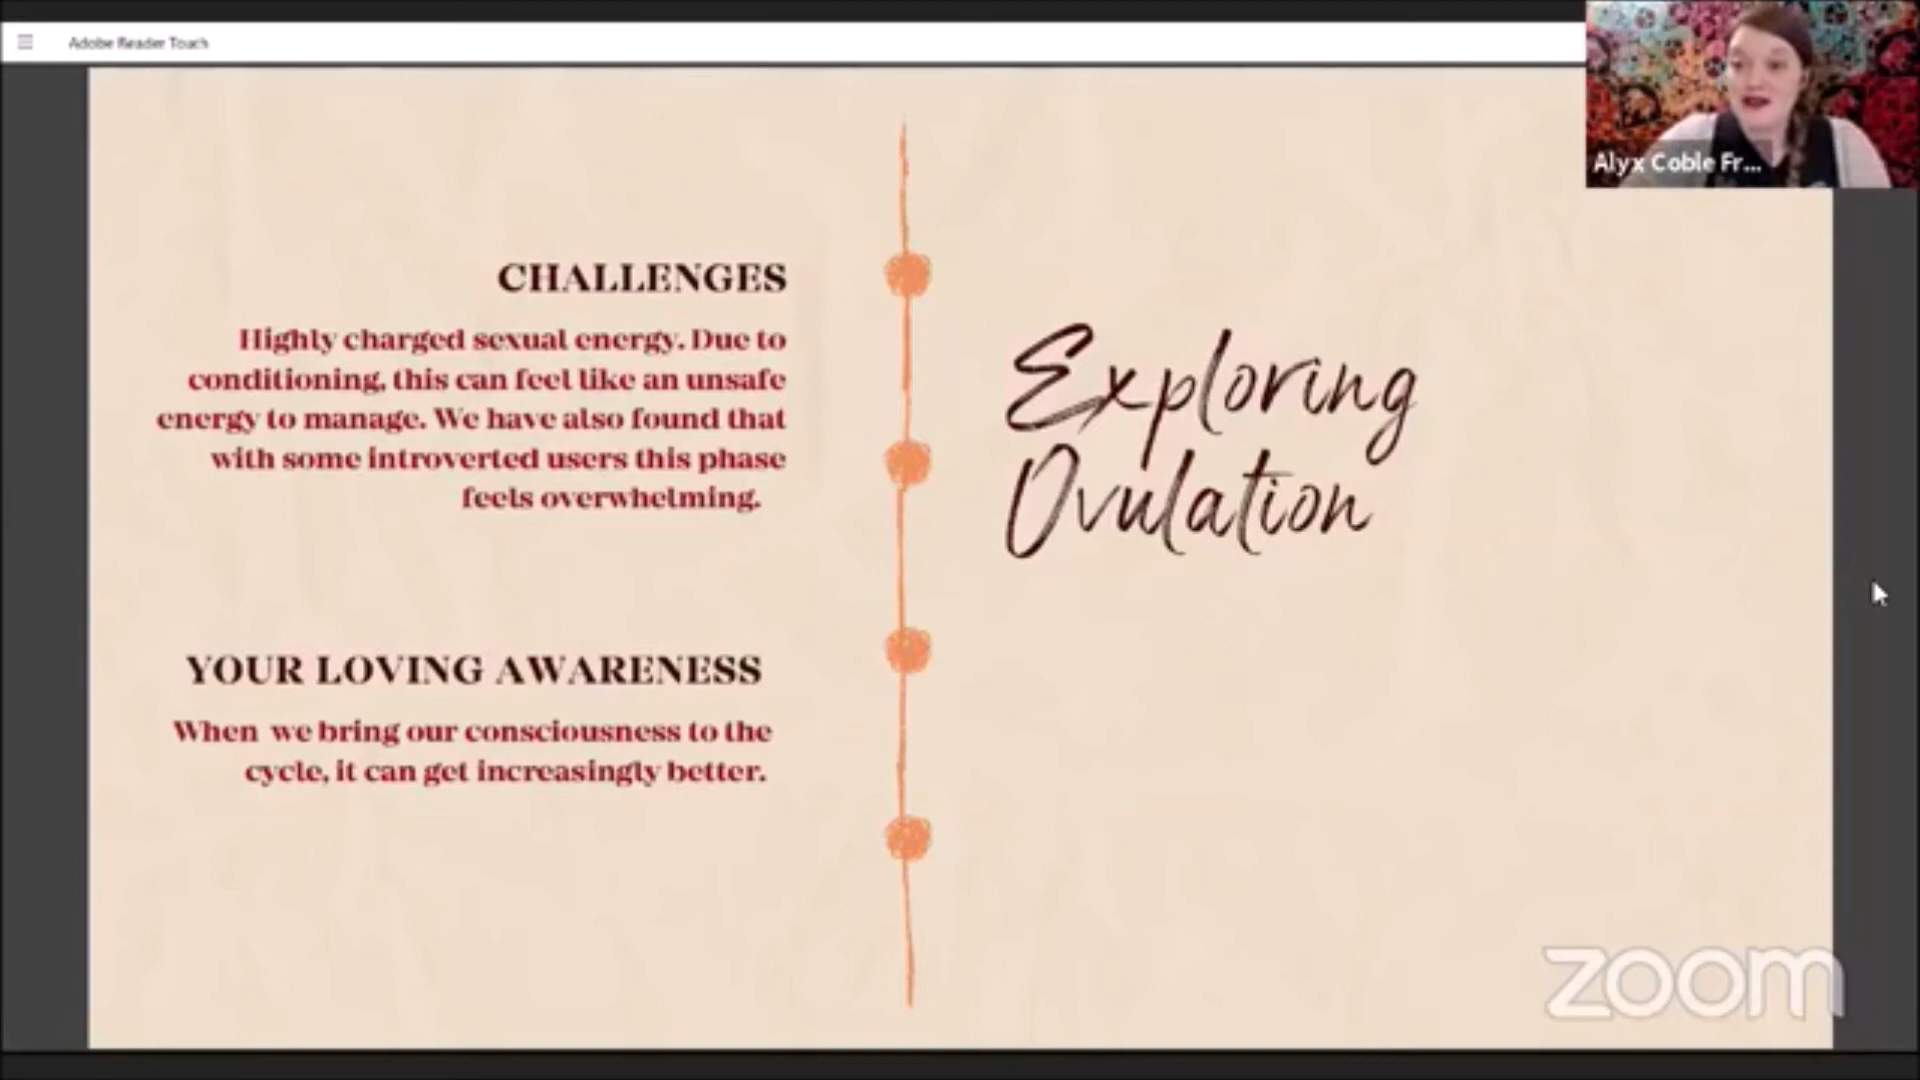 Adobe Reader Touch
Alyx Coble Fr...
CHALLENGES
Highly charged sexual energy. Due to
conditioning, this can feel like an unsafe
energy to manage. We have also found that
with some introverted users this phase
feels overwhelming.
YOUR LOVING AWARENESS
When we bring our consciousness to the
cycle, it can get increasingly better.
Exploring
Ovulation
zoom